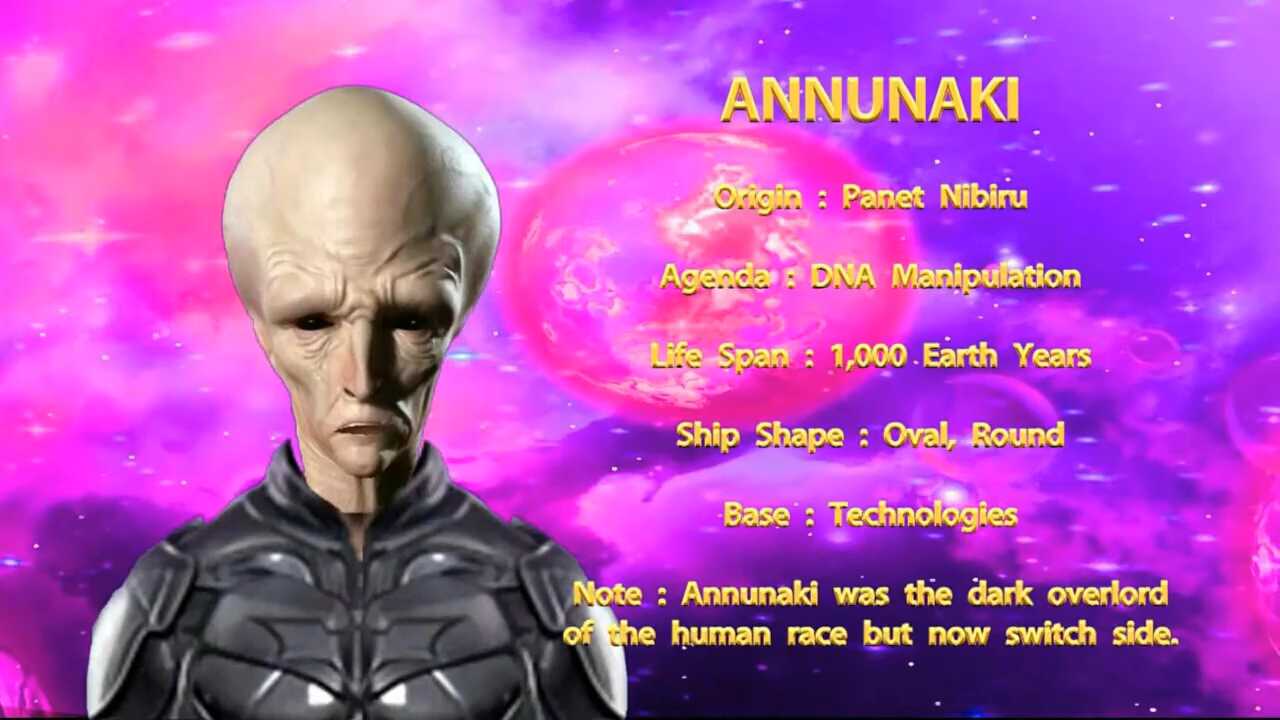 ANNUNAKI
Origin : Panet Nibiru
Agenda : DNA Manipulation
Life Span : 1,000 Earth Years
Ship Shape : Oval, Round
Base : Technologies
Note : Annunaki was the dark overlord
of the human race but now switch side.